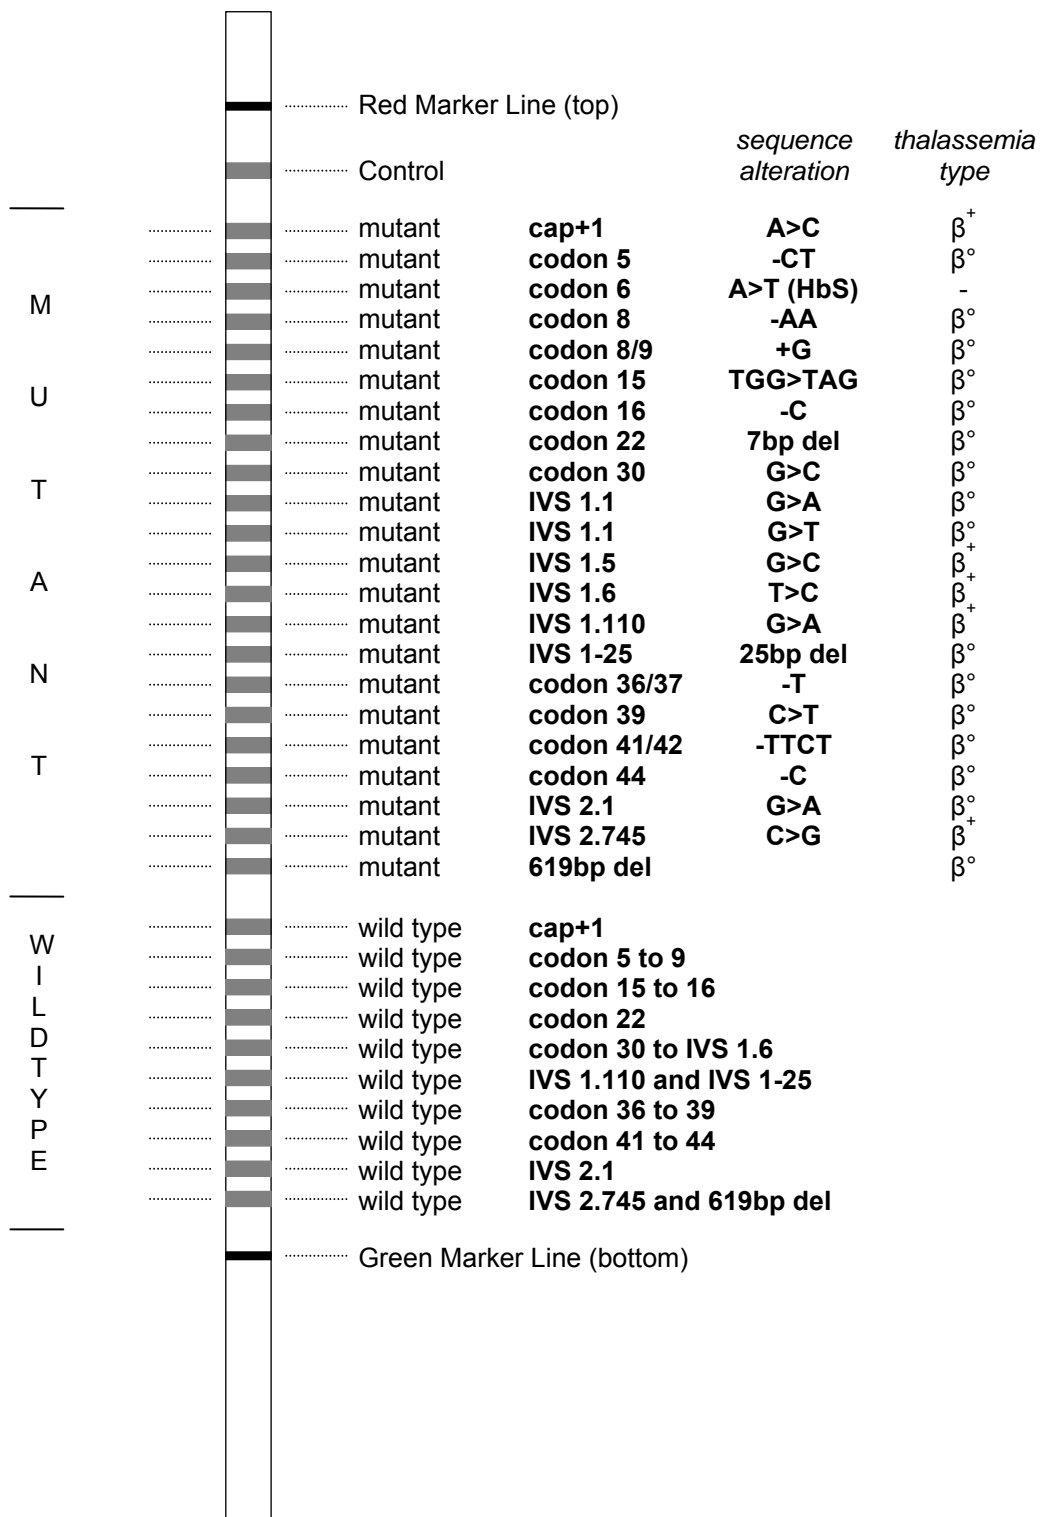 Red Marker Line (top)
sequence alteration thalassemia type
Control
mutant cap+1 A>C β+
mutant codon 5 -CT β°
mutant codon 6 A>T (HbS) -
mutant codon 8 -AA β°
mutant codon 8/9 +G β°
mutant codon 15 TGG>TAG β°
mutant codon 16 -C β°
mutant codon 22 7bp del β°
mutant codon 30 G>C β°
mutant IVS 1.1 G>A β°
mutant IVS 1.1 G>T β°
mutant IVS 1.5 G>C β+
mutant IVS 1.6 T>C β+
mutant IVS 1.110 G>A β+
mutant IVS 1-25 25bp del β°
mutant codon 36/37 -T β°
mutant codon 39 C>T β°
mutant codon 41/42 -TTCT β°
mutant codon 44 -C β°
mutant IVS 2.1 G>A β°
mutant IVS 2.745 C>G β+
mutant 619bp del β°
MUTANT
wild type cap+1
wild type codon 5 to 9
wild type codon 15 to 16
wild type codon 22
wild type codon 30 to IVS 1.6
wild type IVS 1.110 and IVS 1-25
wild type codon 36 to 39
wild type codon 41 to 44
wild type IVS 2.1
wild type IVS 2.745 and 619bp del
WILDTYPE
Green Marker Line (bottom)